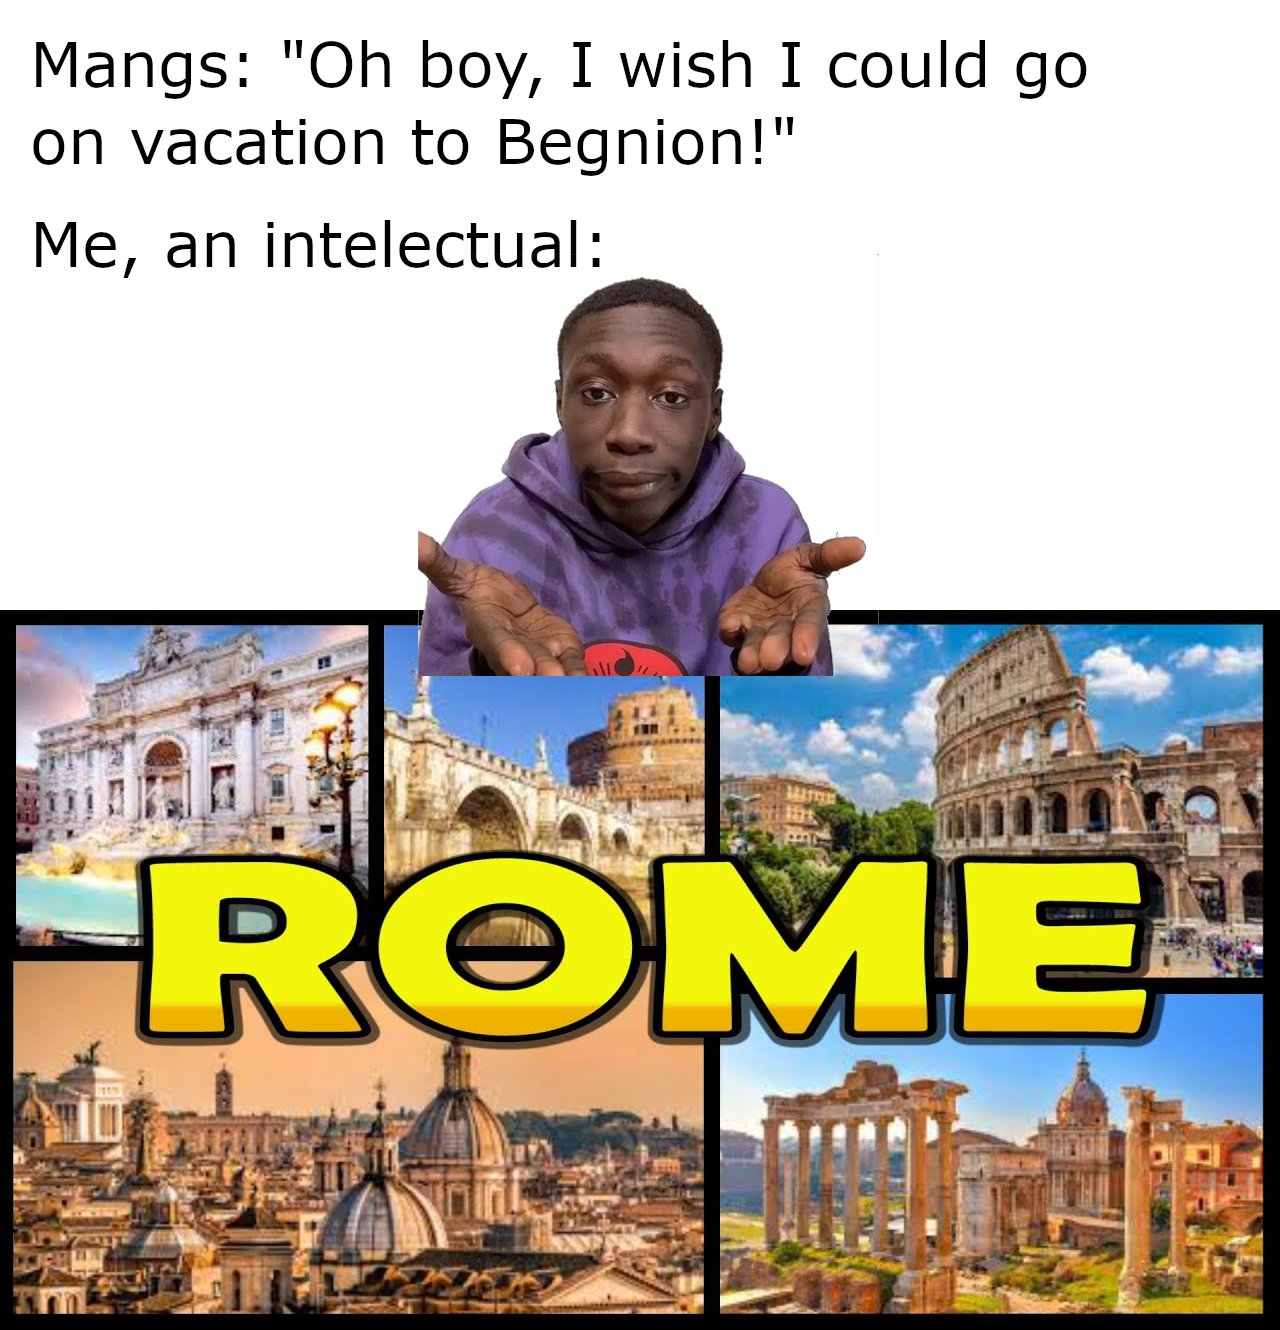 Mangs: "Oh boy, I wish I could go
on vacation to Begnion!"
Me, an intelectual:
ROME